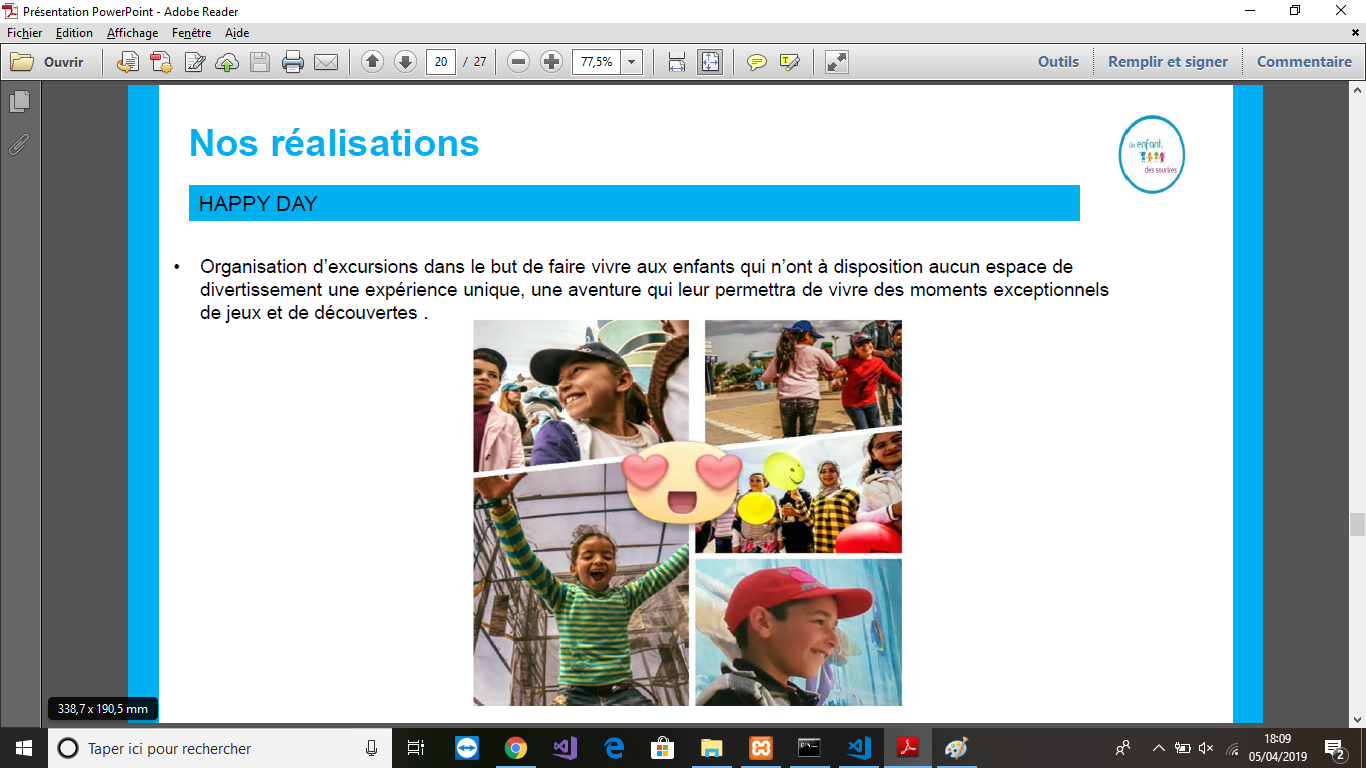 Présentation PowerPoint - Adobe Reader
Fichier Edition Affichage Fenêtre Aide
Ouvrir 20 / 27 77,5% Outils Remplir et signer Commentaire
Nos réalisations
Un enfant,
des sourires
HAPPY DAY
• Organisation d’excursions dans le but de faire vivre aux enfants qui n’ont à disposition aucun espace de
divertissement une expérience unique, une aventure qui leur permettra de vivre des moments exceptionnels
de jeux et de découvertes .
338,7 x 190,5 mm
Taper ici pour rechercher
18:09
05/04/2019
2